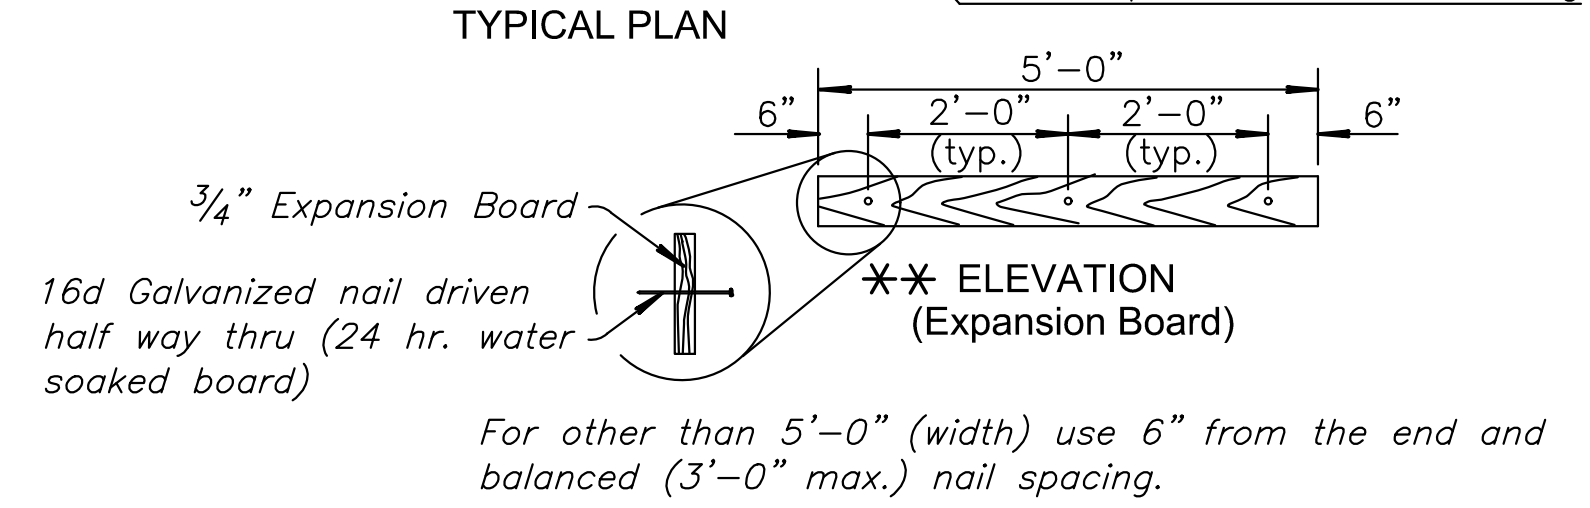 TYPICAL PLAN
5'-0"
6"
2'-0"
2'-0"
6"
(typ.)
(typ.)
3/4" Expansion Board
** ELEVATION
(Expansion Board)
16d Galvanized nail driven
half way thru (24 hr. water
soaked board)
For other than 5'-0" (width) use 6" from the end and
balanced (3'-0" max.) nail spacing.